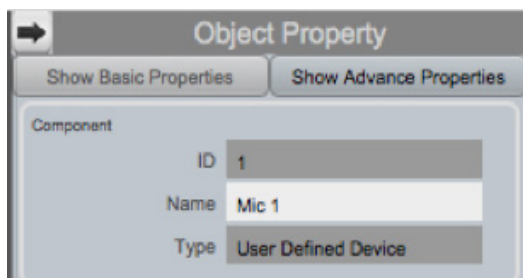 Object Property
Show Basic Properties Show Advance Properties
Component
ID 1
Name Mic 1
Type User Defined Device